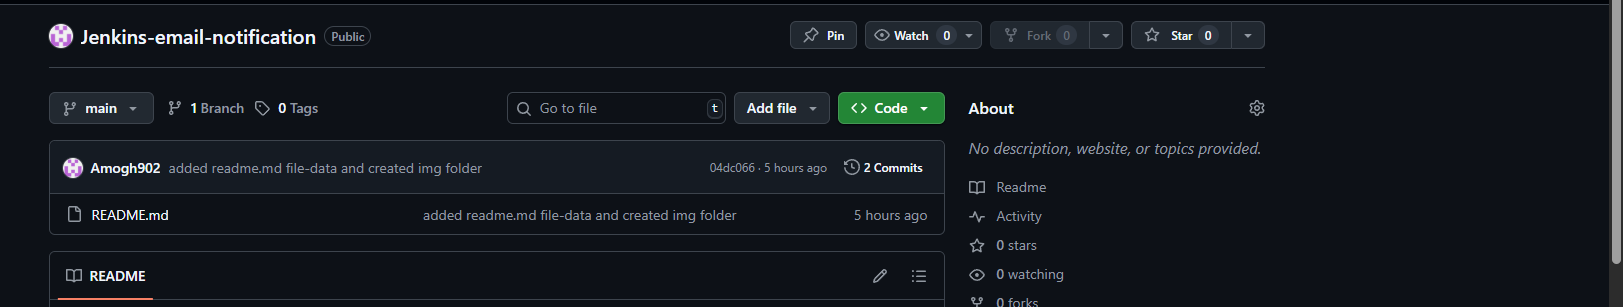 Jenkins-email-notification Public Pin Watch 0 Fork 0 Star 0
main 1 Branch 0 Tags Go to file t Add file Code
About
No description, website, or topics provided.
Amogh902 added readme.md file-data and created img folder 04dc066 · 5 hours ago 2 Commits
README.md added readme.md file-data and created img folder 5 hours ago
Readme
Activity
0 stars
0 watching
0 forks
README